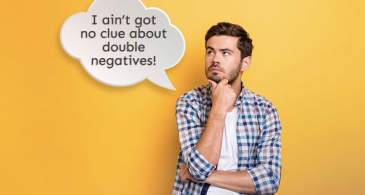 I ain't got
no clue about
double
negatives!